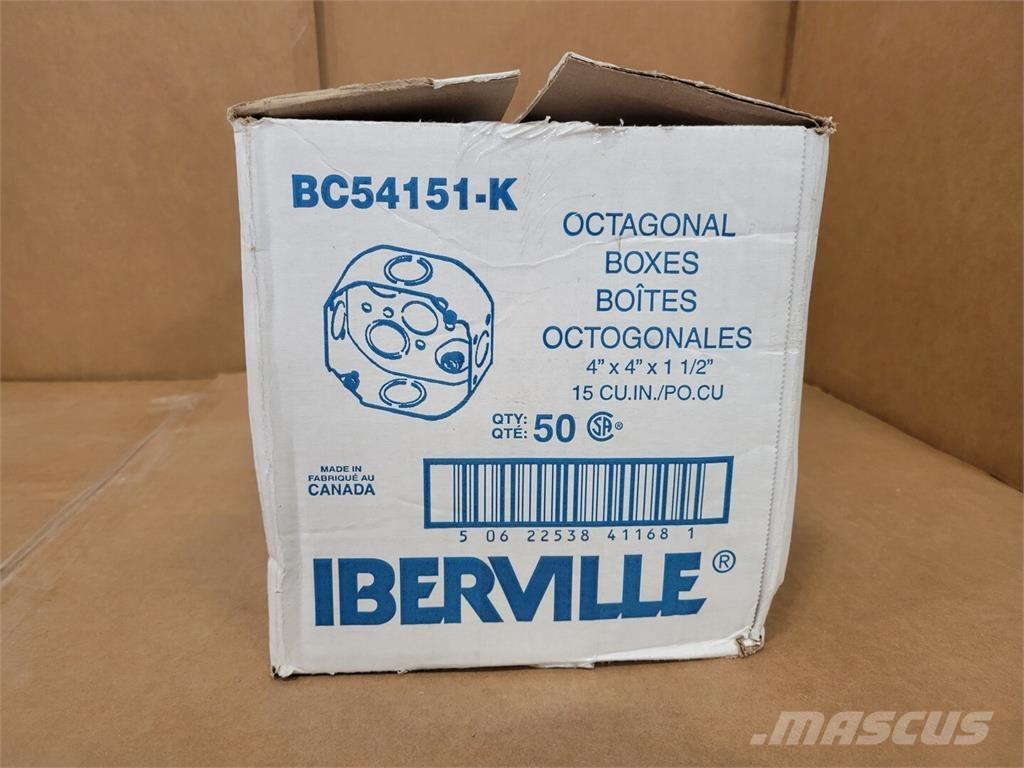 BC54151-K
OCTAGONAL
BOXES
BOÎTES
OCTOGONALES
4" x 4" x 1 1/2"
15 CU.IN./PO.CU
QTY:
QTÉ: 50 SA®
MADE IN
FABRIQUÉ AU
CANADA
5 06 22538 41168 1
IBERVILLE®
.MASCUS